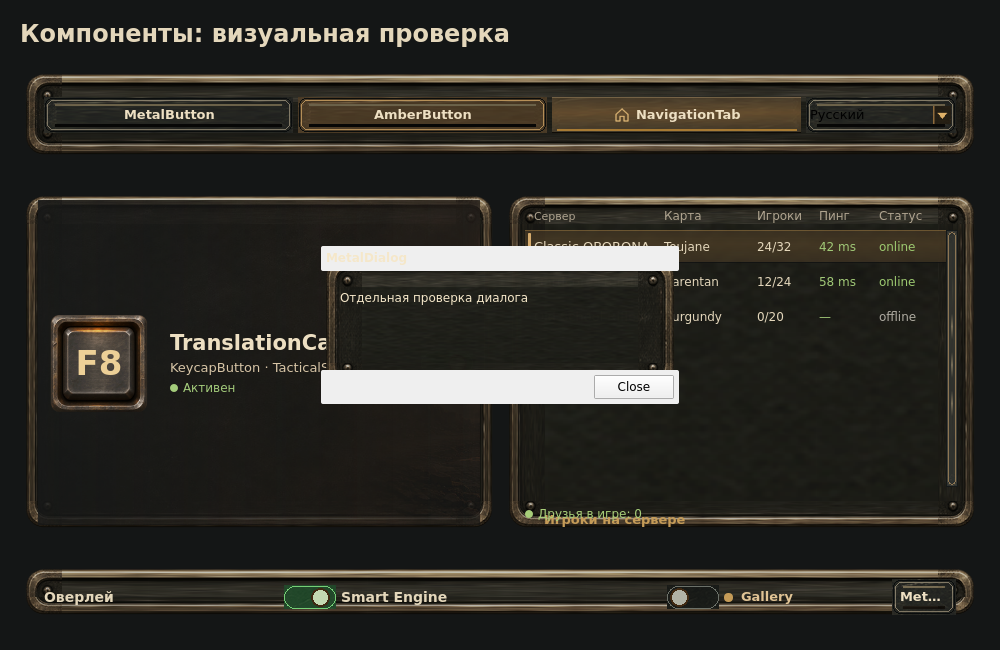 Компоненты: визуальная проверка
MetalButton
AmberButton
NavigationTab
Русский
Сервер Карта Игроки Пинг Статус
Toujane 24/32 42 ms online
12/24 58 ms online
0/20 — offline
MetalDialog
Отдельная проверка диалога
Close
F8
KeycapButton ·
Активен
Друзья в игре: 0
Игроки на сервере
Оверлей
Smart Engine
Gallery
Met...